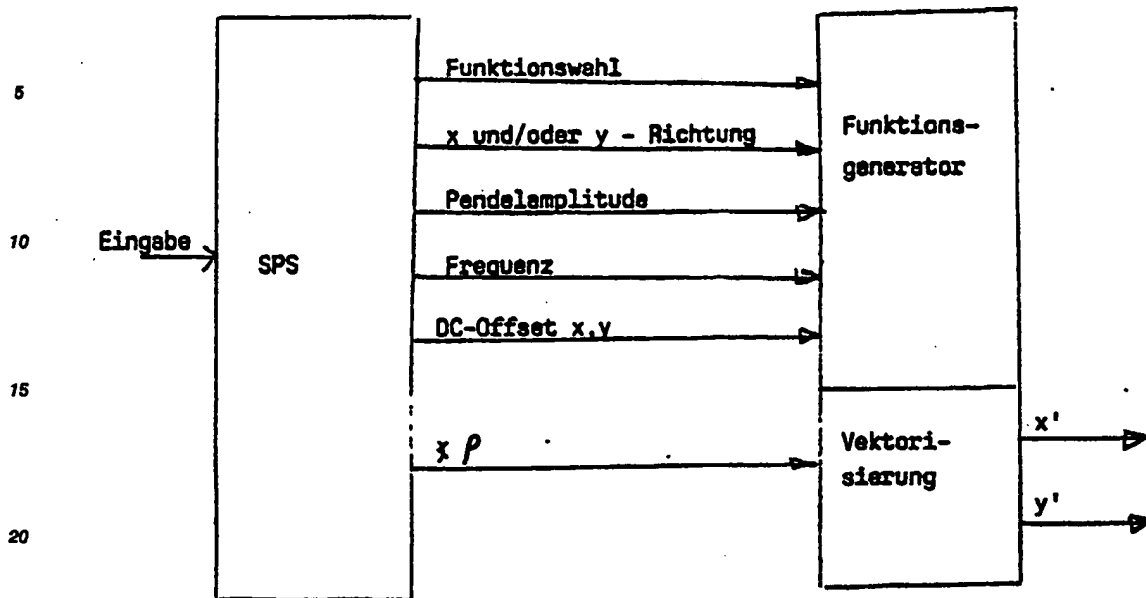 5
Funktionswahl
x und/oder y - Richtung
Funktions-
generator
Pendelamplitude
10
Eingabe
SPS
Frequenz
DC-Offset x,y
15
x'
Vektori-
sierung
y'
20